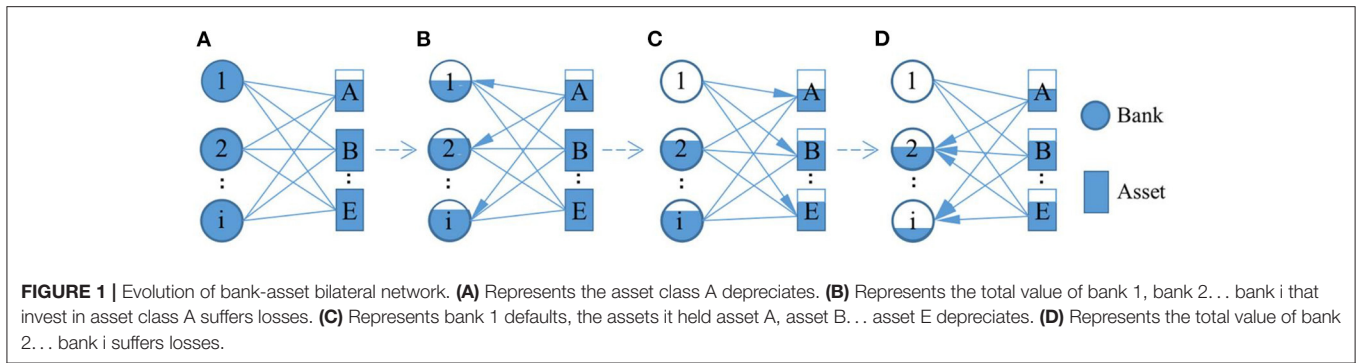 A B C D
1 A 1 A 1 A 1 A
Bank
2 B 2 B 2 B 2 B
⋮ ⋮ ⋮ ⋮ ⋮ ⋮ ⋮ ⋮
Asset
i E i E i E i E
FIGURE 1 | Evolution of bank-asset bilateral network. (A) Represents the asset class A depreciates. (B) Represents the total value of bank 1, bank 2... bank i that
invest in asset class A suffers losses. (C) Represents bank 1 defaults, the assets it held asset A, asset B... asset E depreciates. (D) Represents the total value of bank
2... bank i suffers losses.